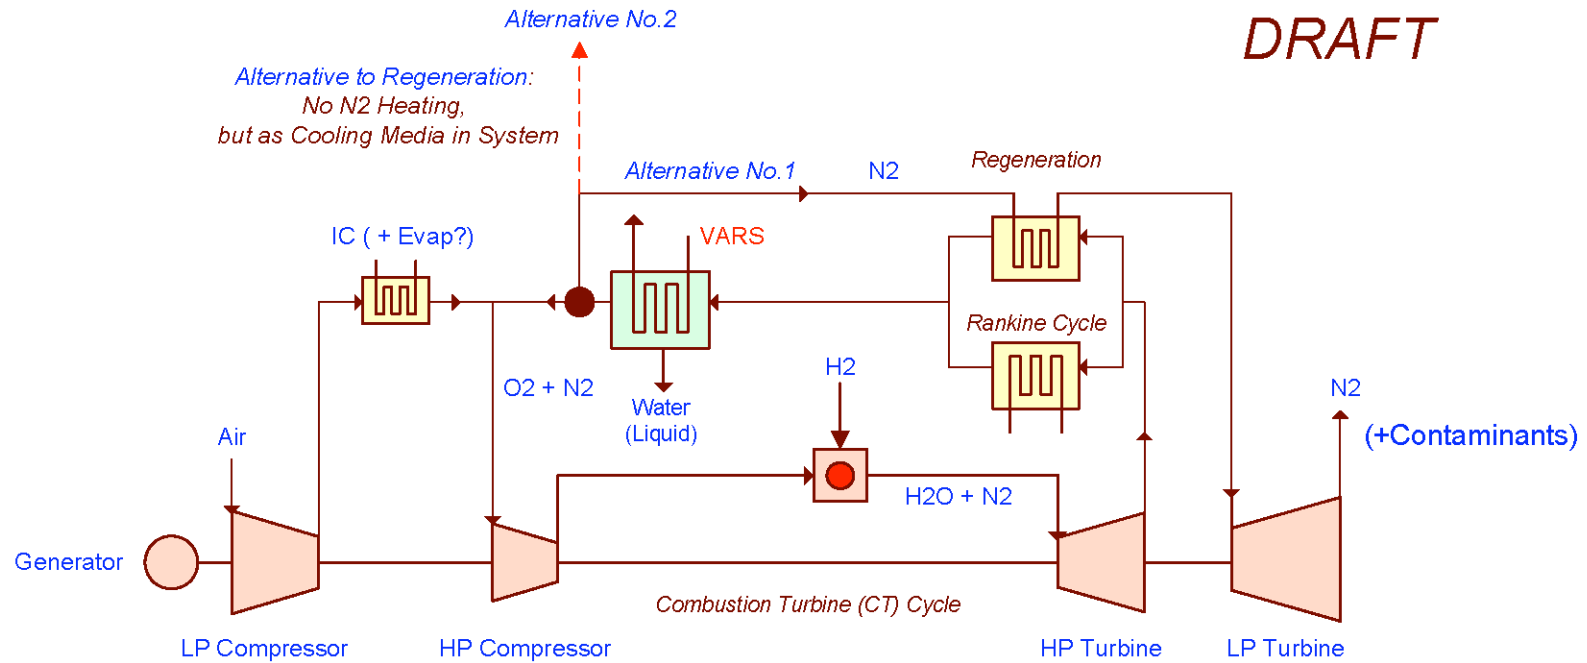 Alternative No.2
DRAFT
Alternative to Regeneration:
No N2 Heating,
but as Cooling Media in System
Alternative No.1
N2
Regeneration
IC ( + Evap?)
VARS
Rankine Cycle
O2 + N2
H2
N2
Water
(Liquid)
(+Contaminants)
Air
H2O + N2
Generator
Combustion Turbine (CT) Cycle
LP Compressor
HP Compressor
HP Turbine
LP Turbine